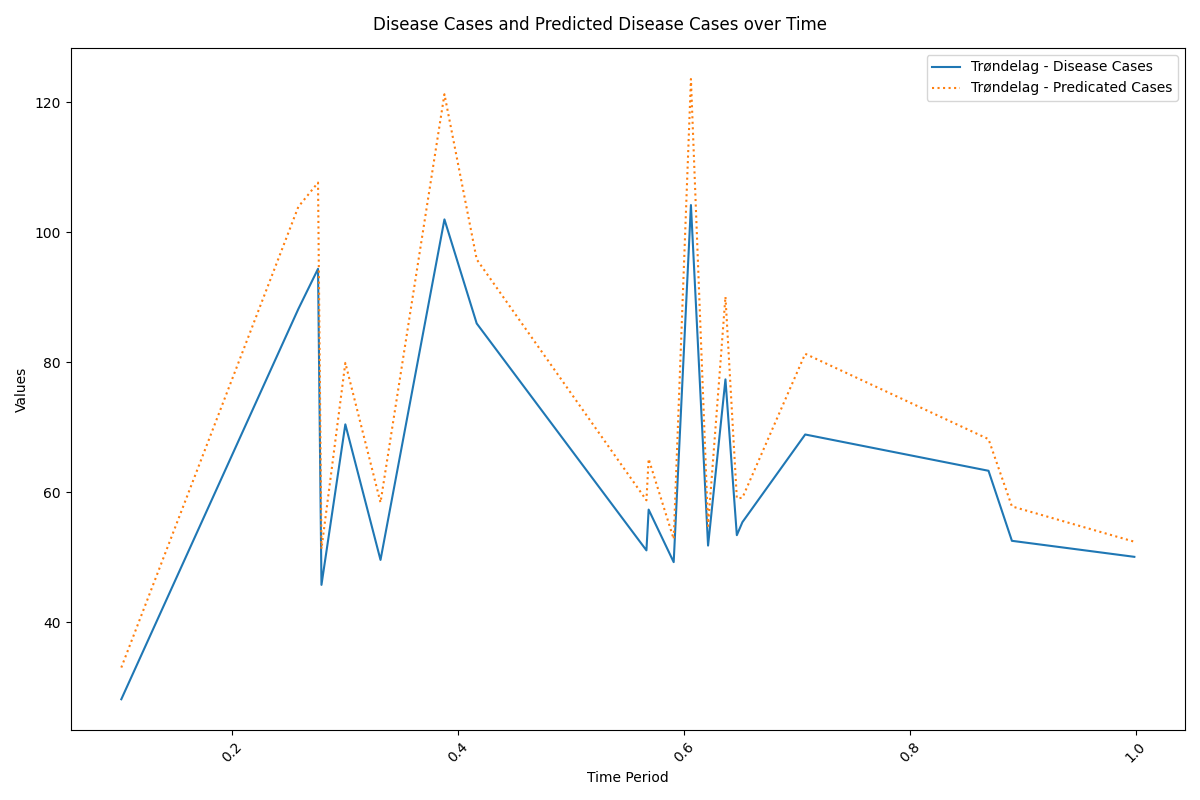 Disease Cases and Predicted Disease Cases over Time
Trøndelag - Disease Cases
Trøndelag - Predicated Cases
120
100
80
60
40
Values
0.2
0.4
0.6
0.8
1.0
Time Period